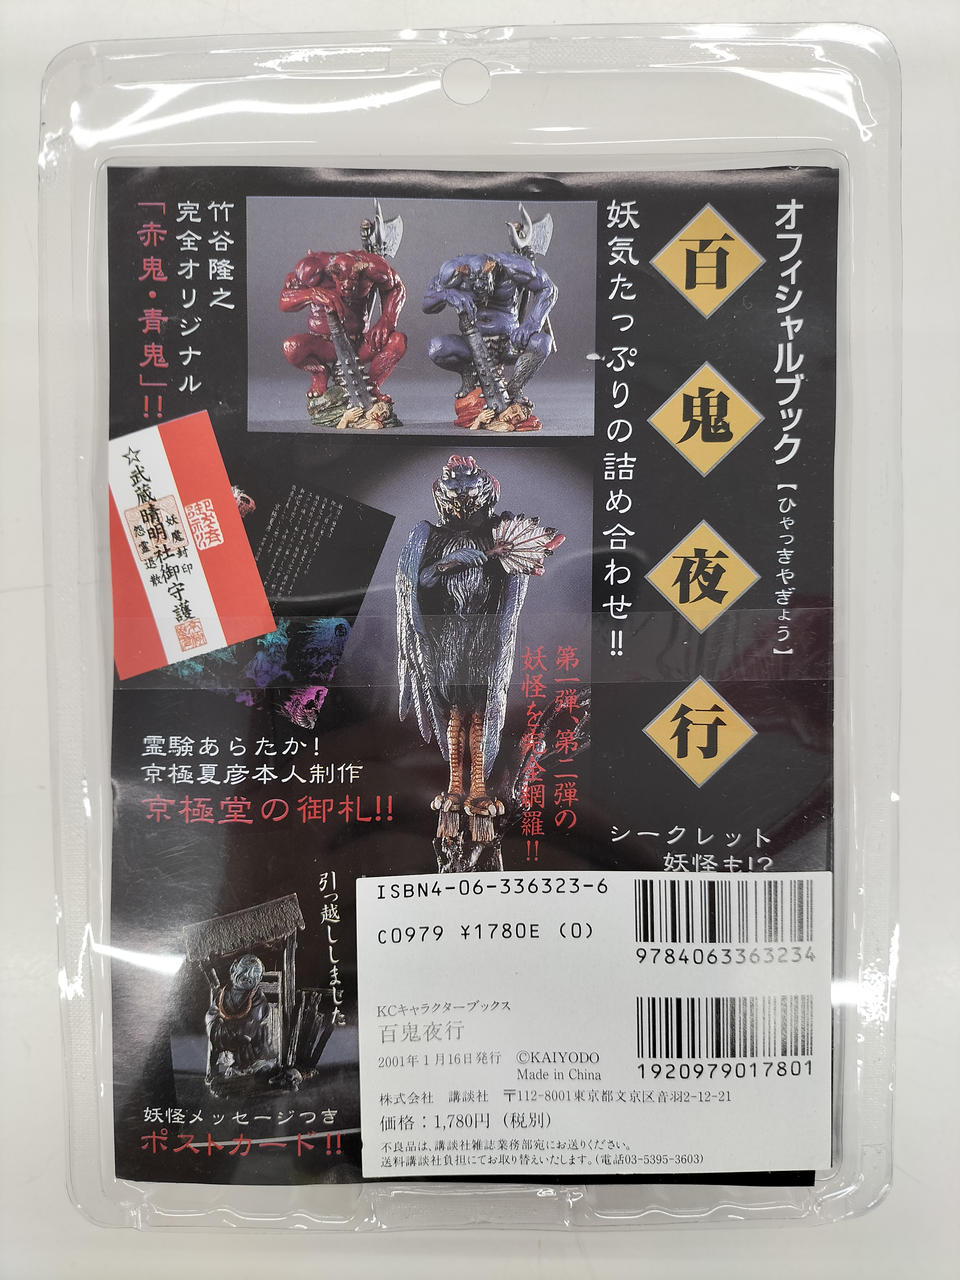 オフィシャルブック【ひゃっきやぎょう】
百鬼夜行
妖気たっぷりの詰め合わせ!!
シークレット
妖怪も!?
竹谷隆之
完全オリジナル
「赤鬼・青鬼」!!
☆武蔵晴明社御守護
妖魔封印
怨霊退散
第一弾、第二弾の
妖怪を完全網羅!!
霊験あらたか!
京極夏彦本人制作
京極堂の御札!!
引っ越ししました
妖怪メッセージつき
ポストカード!!
ISBN4-06-336323-6
C0979 ¥1780E (0)
9784063363234
KCキャラクターブックス
百鬼夜行
2001年1月16日発行 ©KAIYODO
Made in China
1920979017801
株式会社 講談社 〒112-8001東京都文京区音羽2-12-21
価格:1,780円(税別)
不良品は、講談社雑誌業務部宛にお送りください。
送料講談社負担にてお取り替えいたします。(電話03-5395-3603)